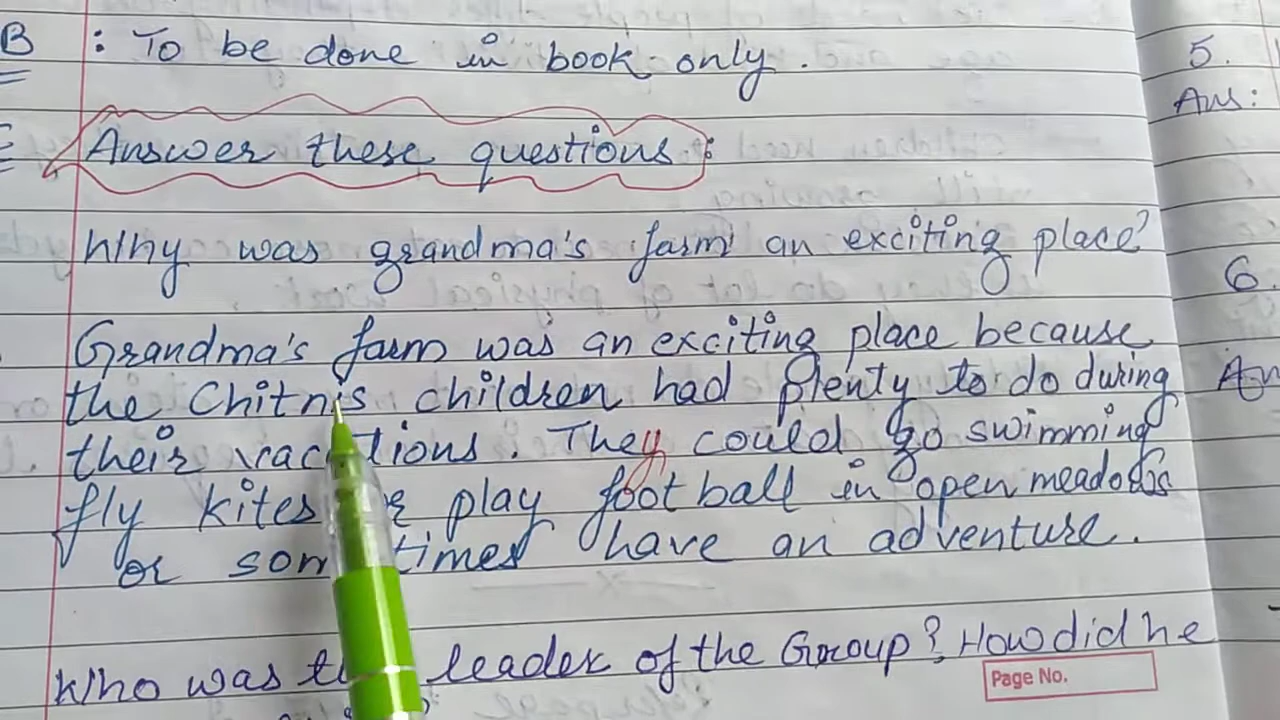 B : To be done in book only.
Answer these questions :
Why was grandma's farm an exciting place?
Grandma's farm was an exciting place because
the Chitnis children had plenty to do during
their They could go swimming
fly kites play football in open meadows
or have an adventure.
Who was leader of the Group? How did he
Page No.
5.
Ans:
6
An